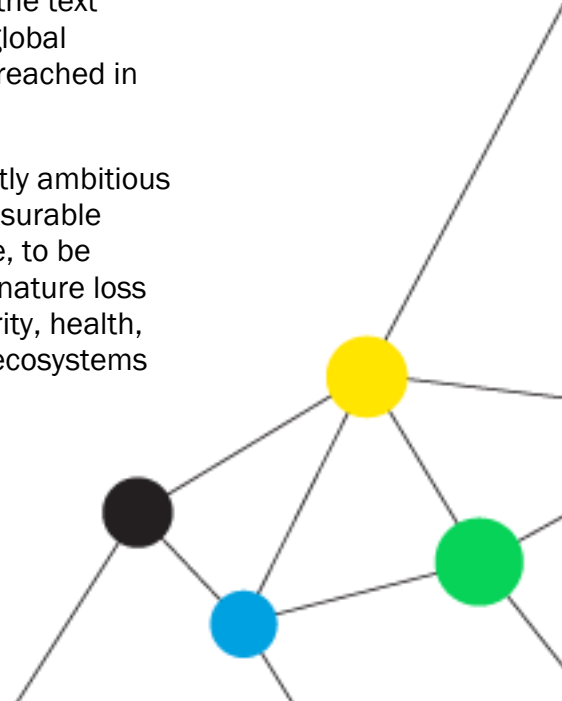 the text
global
reached in
tly ambitious
surable
e, to be
nature loss
rity, health,
ecosystems